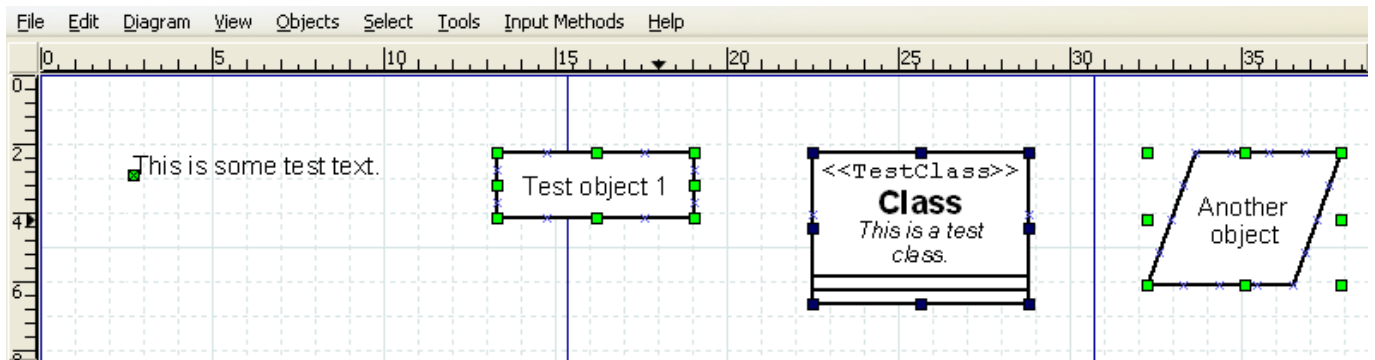 File Edit Diagram View Objects Select Tools Input Methods Help
0 5 10 15 20 25 30 35
0
2
4
6
8
This is some test text.
Test object 1
<<TestClass>>
Class
This is a test
class.
Another
object